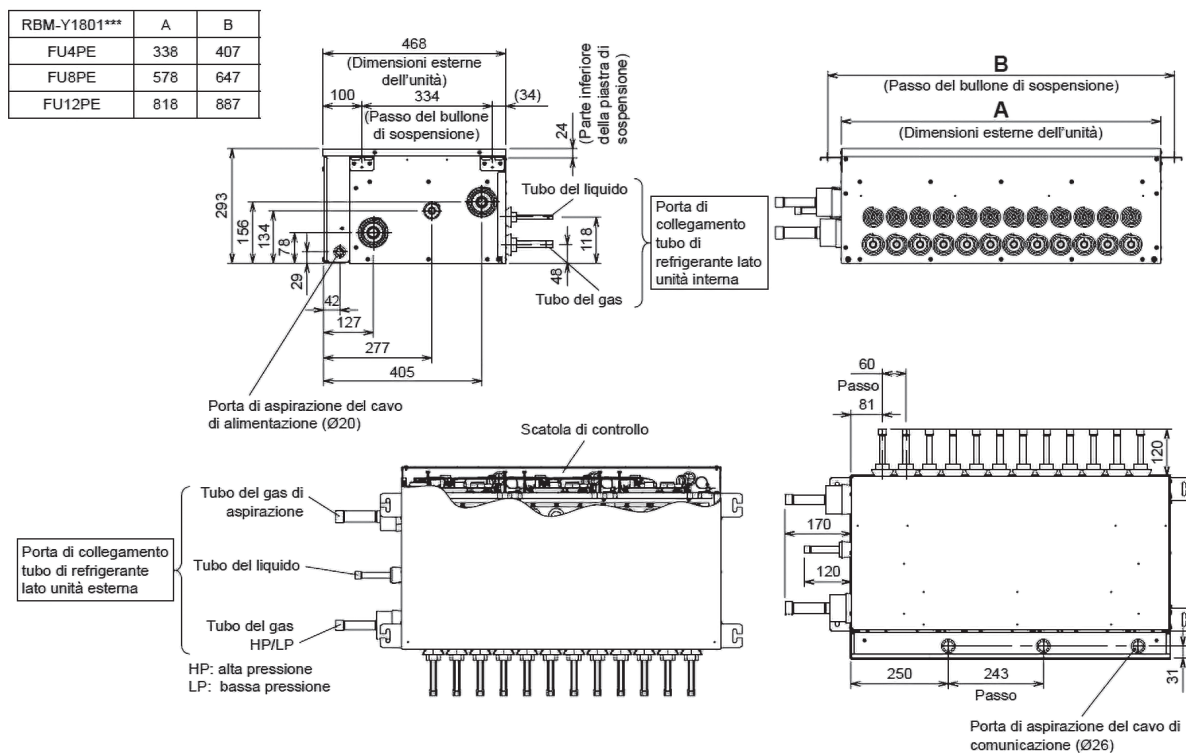 RBM-Y1801*** A B
FU4PE 338 407
FU8PE 578 647
FU12PE 818 887
468
(Dimensioni esterne
dell'unità)
100
334
(34)
(Passo del bullone
di sospensione)
24
(Parte inferiore
della piastra di
sospensione)
293
156
134
78
29
42
127
277
405
118
48
Tubo del liquido
Tubo del gas
Porta di
collegamento
tubo di
refrigerante lato
unità interna
Porta di aspirazione del cavo
di alimentazione (Ø20)
B
(Passo del bullone di sospensione)
A
(Dimensioni esterne dell'unità)
Scatola di controllo
Tubo del gas di
aspirazione
Porta di collegamento
tubo di refrigerante
lato unità esterna
Tubo del liquido
Tubo del gas
HP/LP
HP: alta pressione
LP: bassa pressione
60
Passo
81
120
170
120
250
243
Passo
31
Porta di aspirazione del cavo di
comunicazione (Ø26)